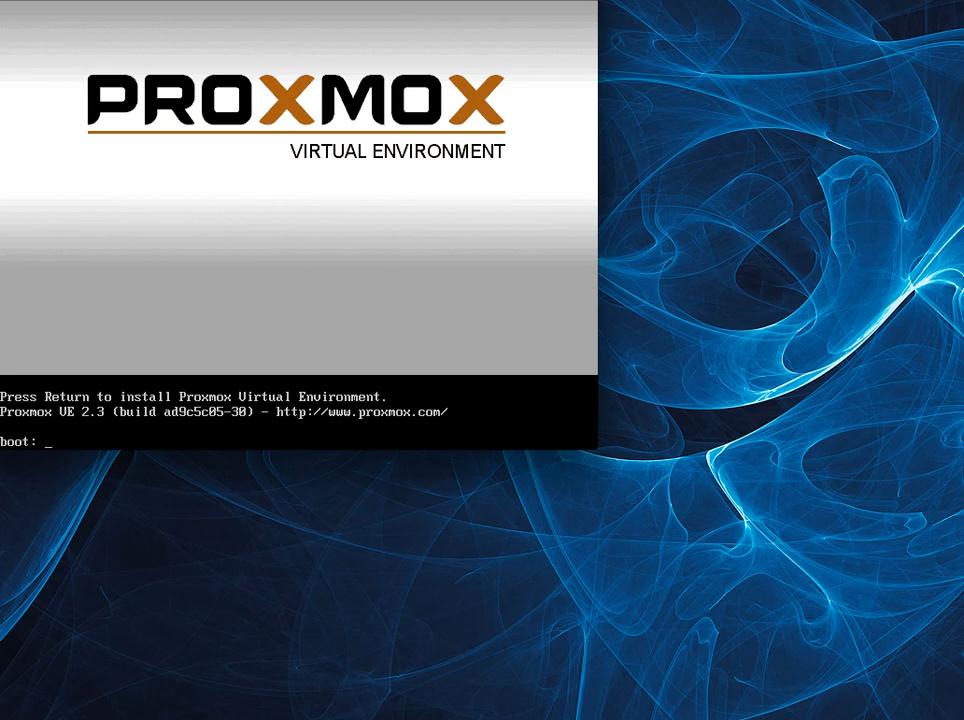 PROXMOX
VIRTUAL ENVIRONMENT
Press Return to install Proxmox Virtual Environment.
Proxmox VE 2.3 (build ad9c5c05-30) - http://www.proxmox.com/
boot: _